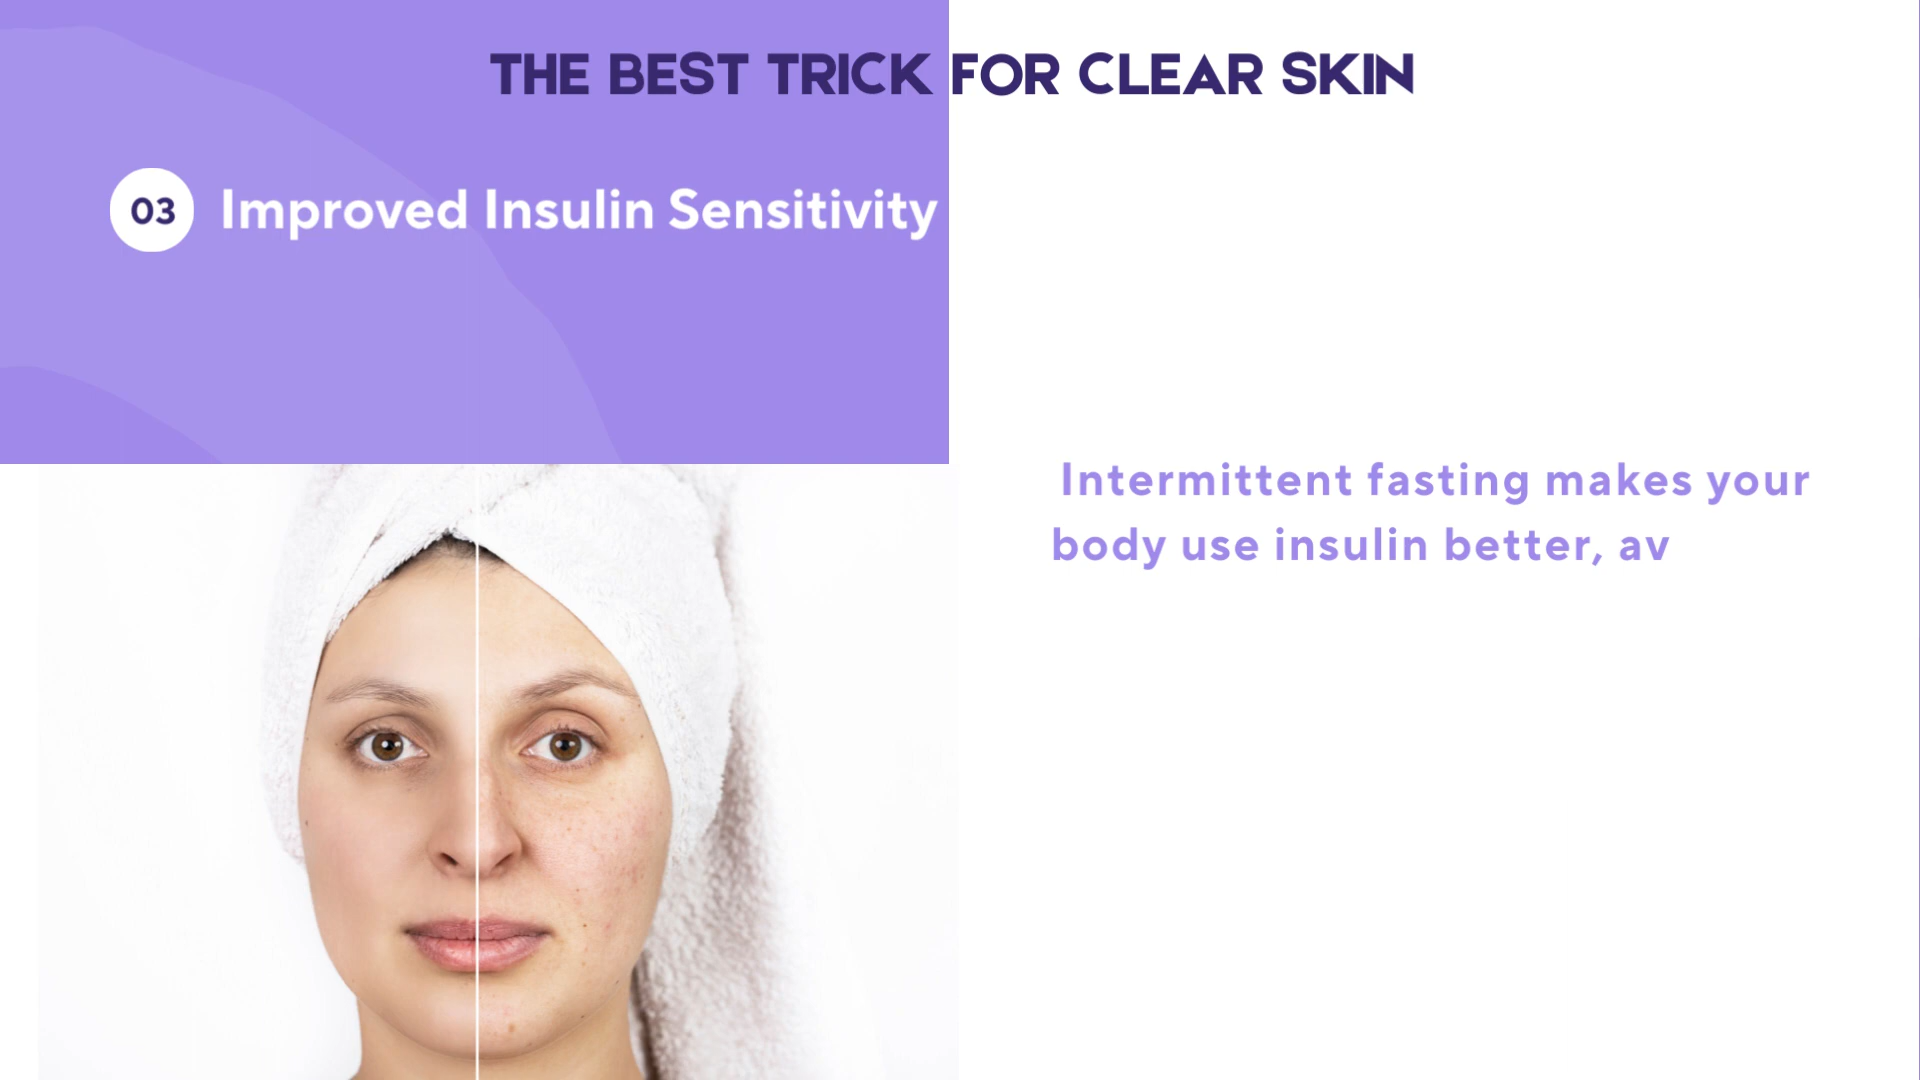 THE BEST TRICK FOR CLEAR SKIN
03 Improved Insulin Sensitivity
Intermittent fasting makes your
body use insulin better, av